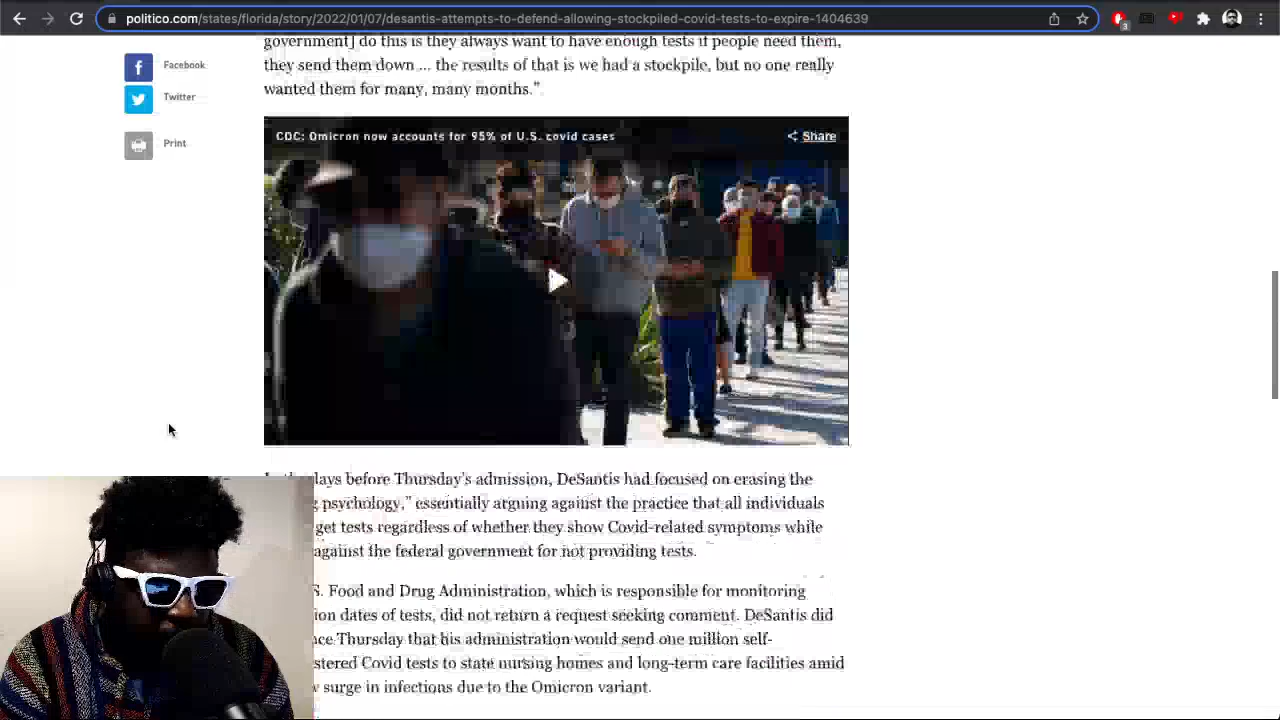 politico.com/states/florida/story/2022/01/07/desantis-attempts-to-defend-allowing-stockpiled-covid-tests-to-expire-1404639
3
government] do this is they always want to have enough tests if people need them,
they send them down ... the results of that is we had a stockpile, but no one really
wanted them for many, many months.”
Facebook
Twitter
Print
CDC: Omicron now accounts for 95% of U.S. covid cases
Share
days before Thursday’s admission, DeSantis had focused on erasing the
psychology,” essentially arguing against the practice that all individuals
get tests regardless of whether they show Covid-related symptoms while
against the federal government for not providing tests.
Food and Drug Administration, which is responsible for monitoring
dates of tests, did not return a request seeking comment. DeSantis did
Thursday that his administration would send one million self-
Covid tests to state nursing homes and long-term care facilities amid
surge in infections due to the Omicron variant.